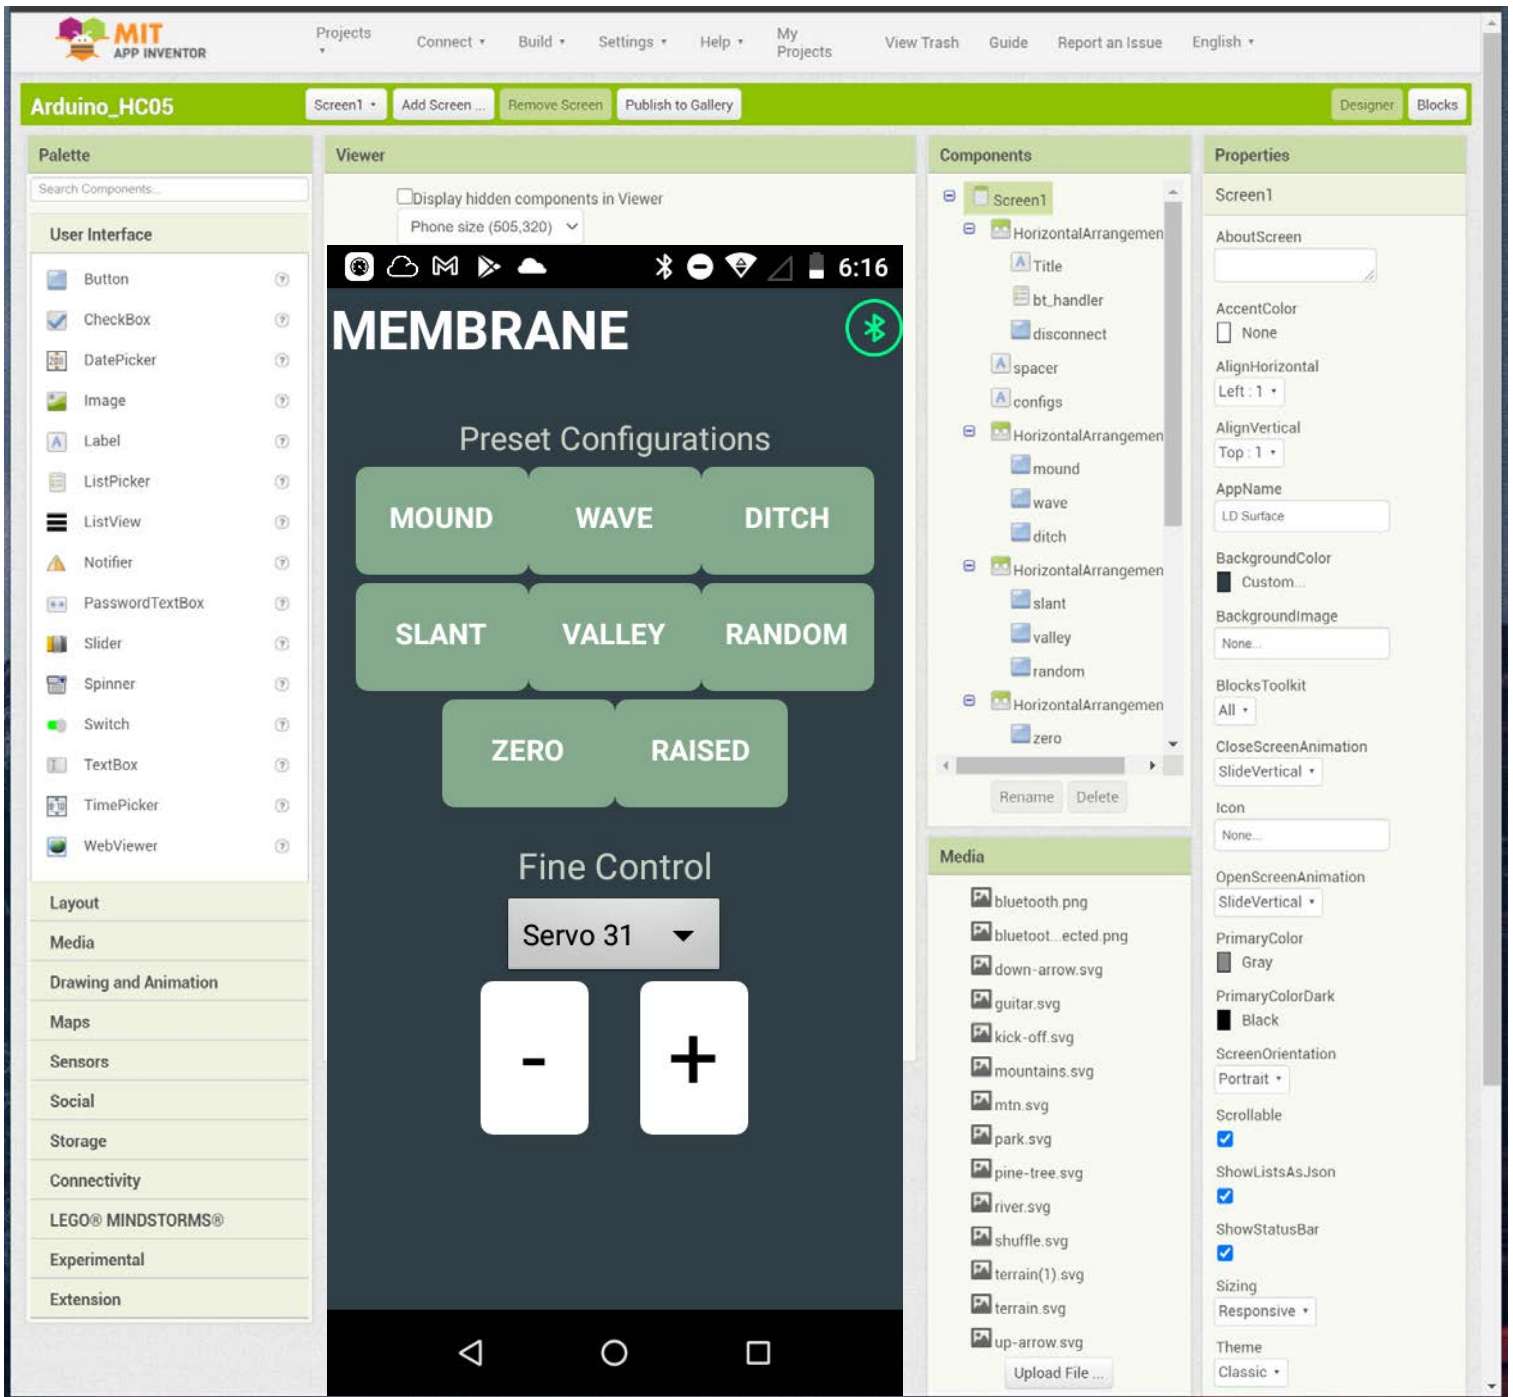 MIT
APP INVENTOR
Projects
Connect
Build
Settings
Help
My
Projects
View Trash
Guide
Report an Issue
English
Arduino_HC05
Screen1
Add Screen ...
Remove Screen
Publish to Gallery
Designer
Blocks
Palette
Search Components...
User Interface
Button
CheckBox
DatePicker
Image
Label
ListPicker
ListView
Notifier
PasswordTextBox
Slider
Spinner
Switch
TextBox
TimePicker
WebViewer
Layout
Media
Drawing and Animation
Maps
Sensors
Social
Storage
Connectivity
LEGO® MINDSTORMS®
Experimental
Extension
Viewer
Display hidden components in Viewer
Phone size (505,320)
6:16
MEMBRANE
Preset Configurations
MOUND WAVE DITCH
SLANT VALLEY RANDOM
ZERO RAISED
Fine Control
Servo 31
- +
Components
Screen1
HorizontalArrangemen
Title
bt_handler
disconnect
spacer
configs
HorizontalArrangemen
mound
wave
ditch
HorizontalArrangemen
slant
valley
random
HorizontalArrangemen
zero
Rename Delete
Media
bluetooth.png
bluetoot...ected.png
down-arrow.svg
guitar.svg
kick-off.svg
mountains.svg
mtn.svg
park.svg
pine-tree.svg
river.svg
shuffle.svg
terrain(1).svg
terrain.svg
up-arrow.svg
Upload File ...
Properties
Screen1
AboutScreen
AccentColor
None
AlignHorizontal
Left : 1
AlignVertical
Top : 1
AppName
LD Surface
BackgroundColor
Custom...
BackgroundImage
None...
BlocksToolkit
All
CloseScreenAnimation
SlideVertical
Icon
None...
OpenScreenAnimation
SlideVertical
PrimaryColor
Gray
PrimaryColorDark
Black
ScreenOrientation
Portrait
Scrollable
ShowListsAsJson
ShowStatusBar
Sizing
Responsive
Theme
Classic